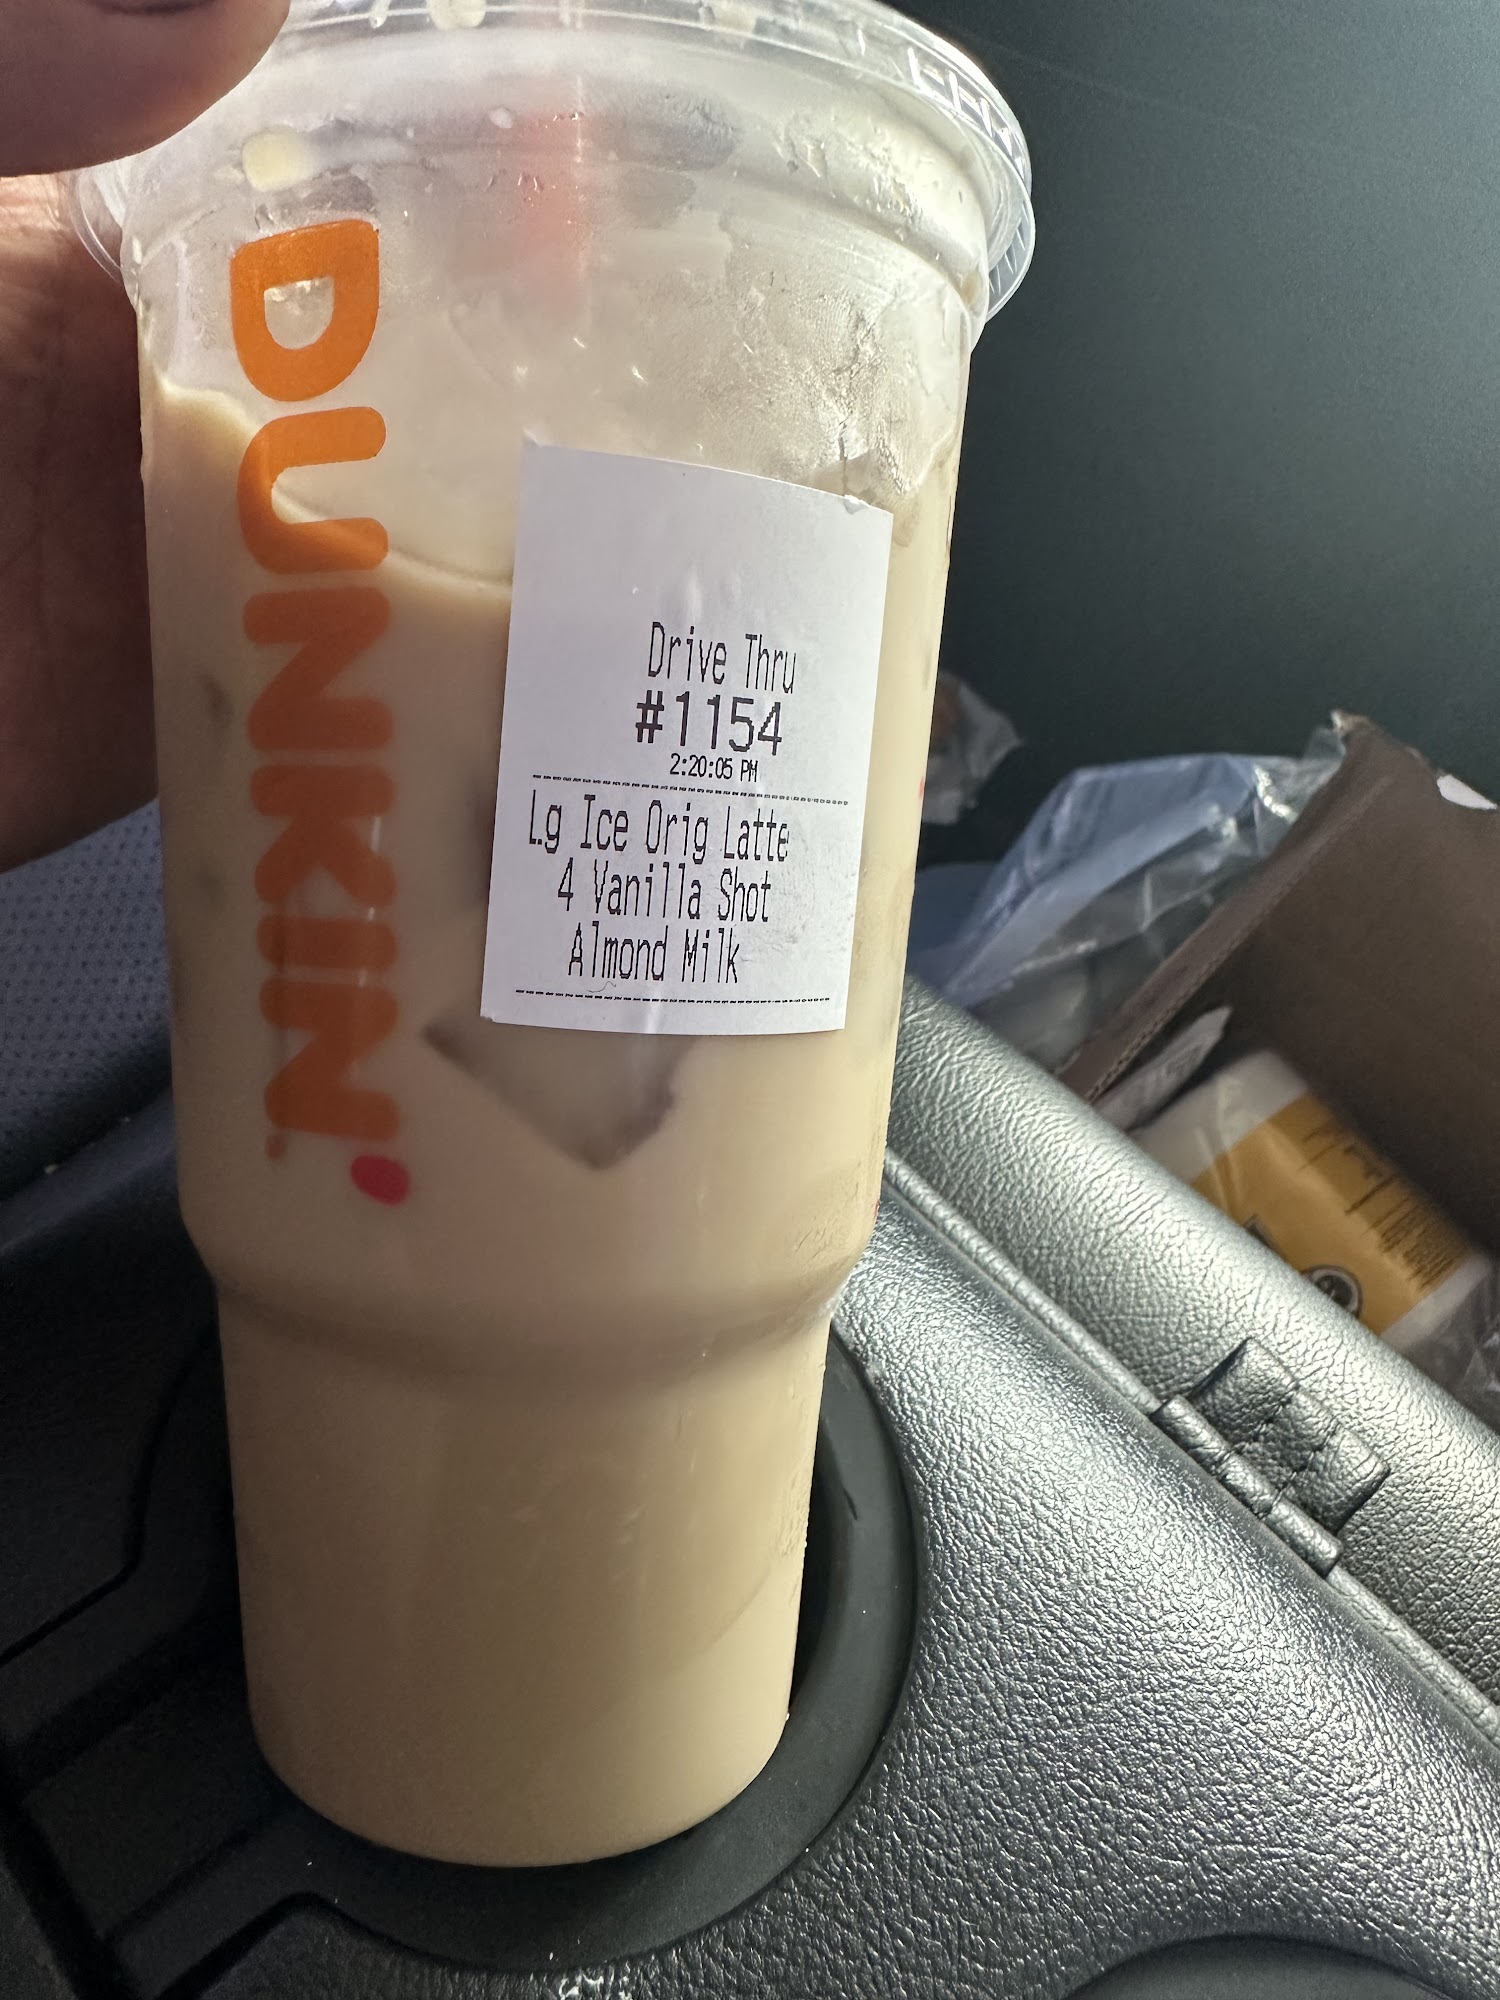 DUNKIN'
Drive Thru
#1154
2:20:05 PM
Lg Ice Orig Latte
4 Vanilla Shot
Almond Milk